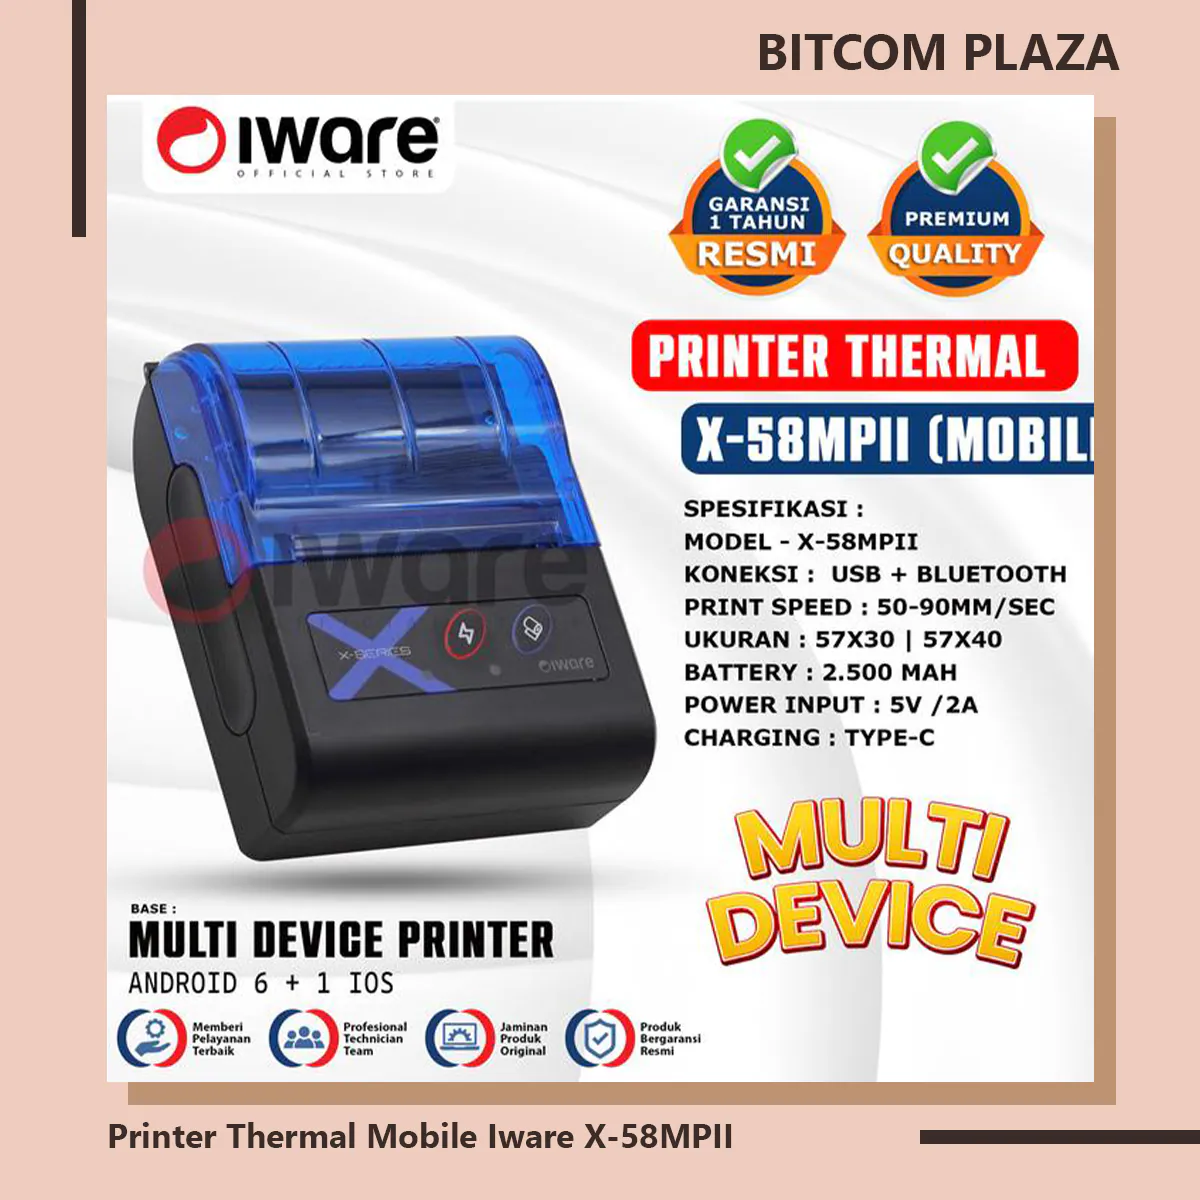 BITCOM PLAZA
IWare®
OFFICIAL STORE
GARANSI
1 TAHUN
RESMI
PREMIUM
QUALITY
PRINTER THERMAL
X-58MPII (MOBIL
SPESIFIKASI :
MODEL - X-58MPII
KONEKSI : USB + BLUETOOTH
PRINT SPEED : 50-90MM/SEC
UKURAN : 57X30 | 57X40
BATTERY : 2.500 MAH
POWER INPUT : 5V /2A
CHARGING : TYPE-C
iware
X-SERIES
iware
MULTI
DEVICE
BASE :
MULTI DEVICE PRINTER
ANDROID 6 + 1 IOS
Memberi
Pelayanan
Terbaik
Profesional
Technician
Team
Jaminan
Produk
Original
Produk
Bergaransi
Resmi
Printer Thermal Mobile Iware X-58MPII